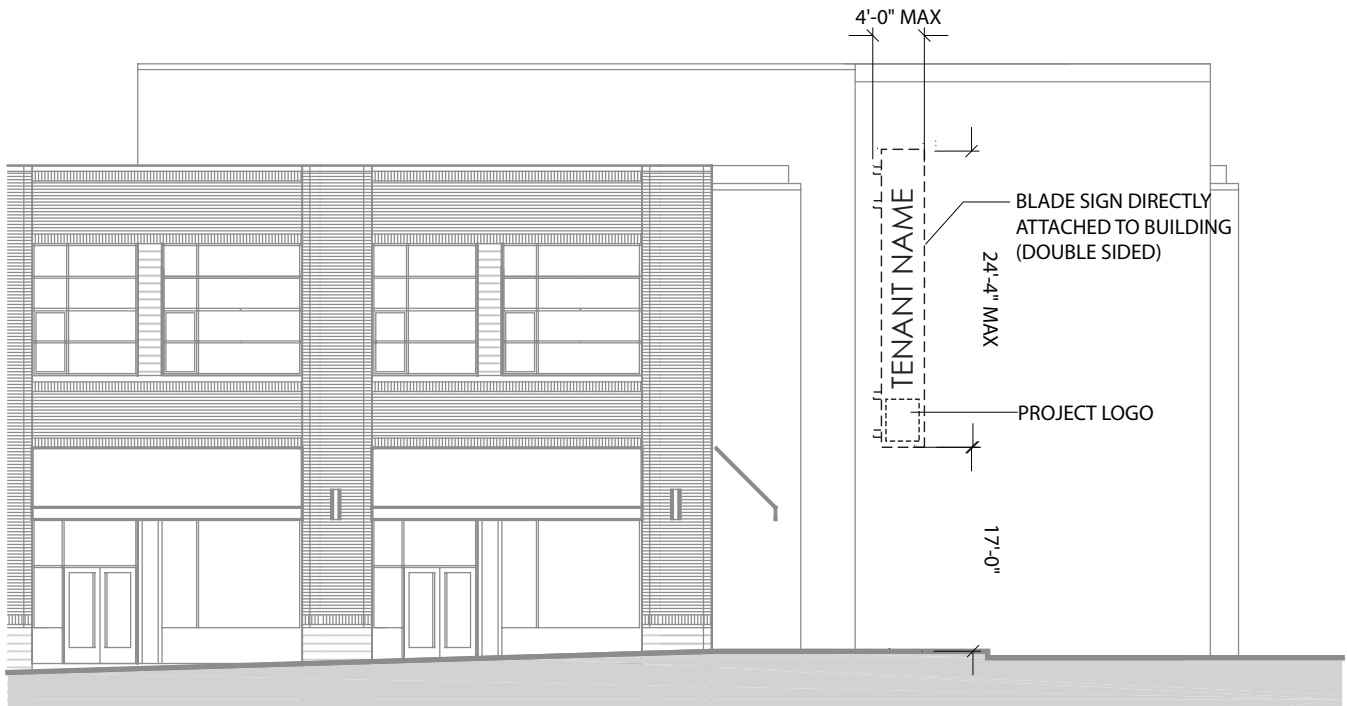 4'-0" MAX
BLADE SIGN DIRECTLY
ATTACHED TO BUILDING
(DOUBLE SIDED)
TENANT NAME
24'-4" MAX
PROJECT LOGO
17'-0"